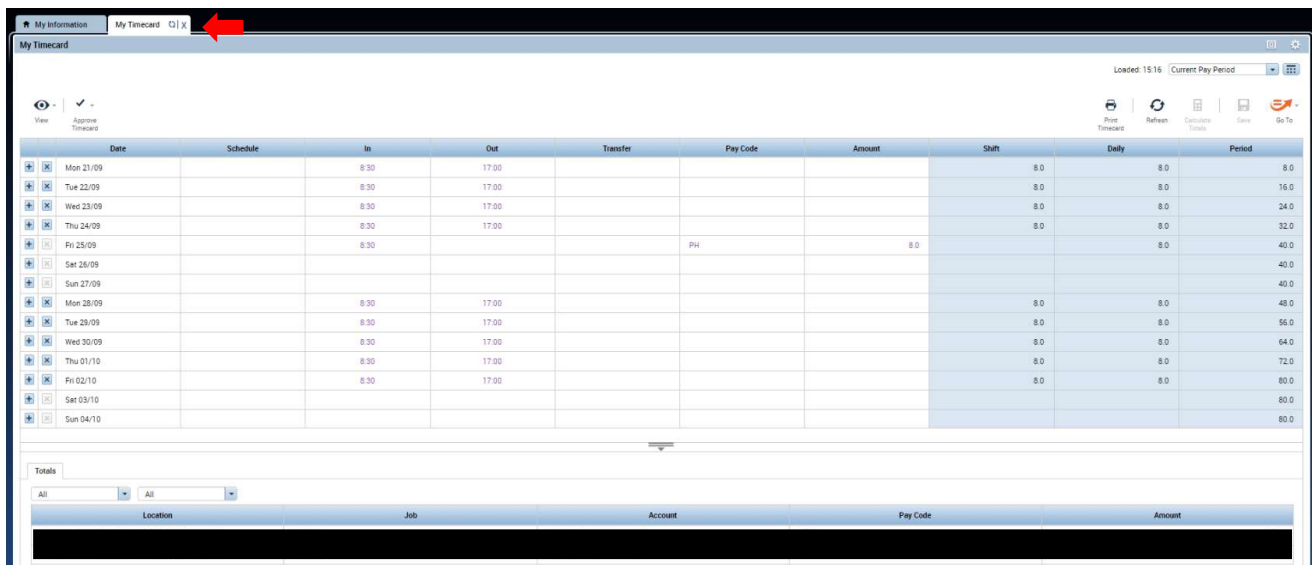 My Information My Timecard X
My Timecard
Loaded: 15:16 Current Pay Period
View Approve Timecard Print Timecard Refresh Calculate Totals Save Go To
Date Schedule In Out Transfer Pay Code Amount Shift Daily Period
Mon 21/09 8:30 17:00 8.0 8.0 8.0
Tue 22/09 8:30 17:00 8.0 8.0 16.0
Wed 23/09 8:30 17:00 8.0 8.0 24.0
Thu 24/09 8:30 17:00 8.0 8.0 32.0
Fri 25/09 8:30 PH 8.0 8.0 40.0
Sat 26/09 40.0
Sun 27/09 40.0
Mon 28/09 8:30 17:00 8.0 8.0 48.0
Tue 29/09 8:30 17:00 8.0 8.0 56.0
Wed 30/09 8:30 17:00 8.0 8.0 64.0
Thu 01/10 8:30 17:00 8.0 8.0 72.0
Fri 02/10 8:30 17:00 8.0 8.0 80.0
Sat 03/10 80.0
Sun 04/10 80.0
Totals
All All
Location Job Account Pay Code Amount